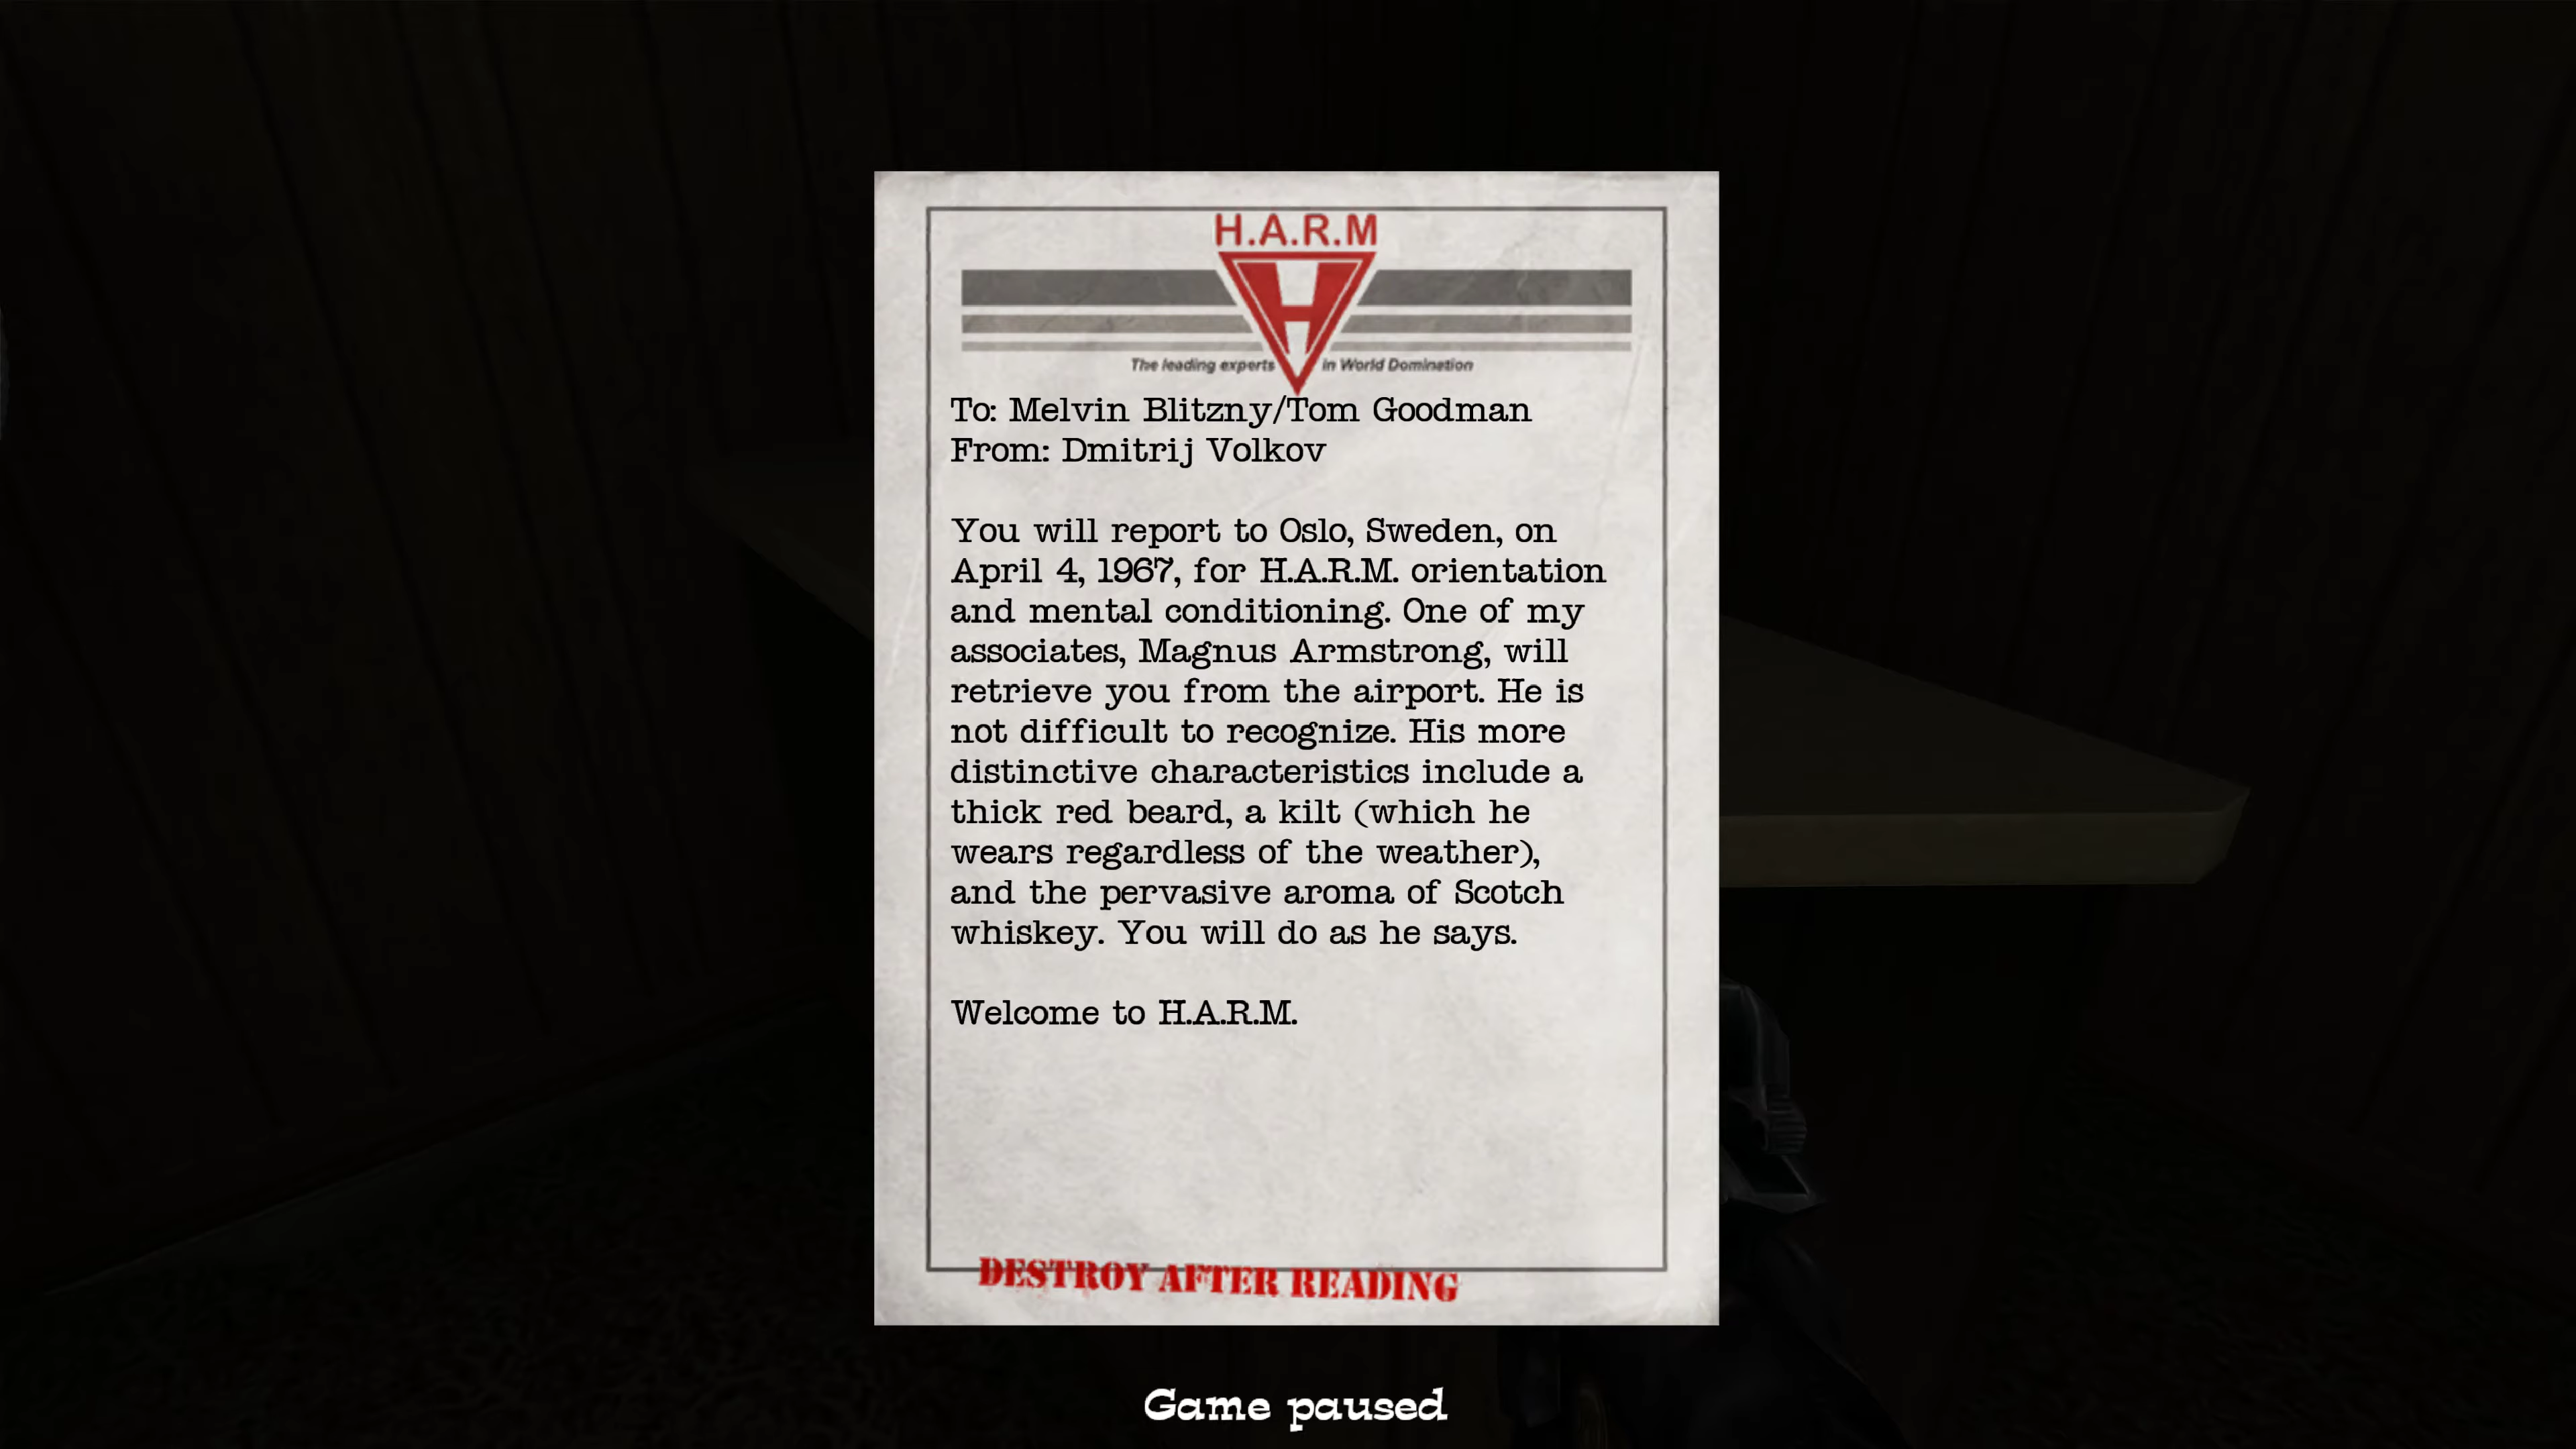 H.A.R.M
H
The leading experts in World Domination
To: Melvin Blitzny/Tom Goodman
From: Dmitrij Volkov
You will report to Oslo, Sweden, on
April 4, 1967, for H.A.R.M. orientation
and mental conditioning. One of my
associates, Magnus Armstrong, will
retrieve you from the airport. He is
not difficult to recognize. His more
distinctive characteristics include a
thick red beard, a kilt (which he
wears regardless of the weather),
and the pervasive aroma of Scotch
whiskey. You will do as he says.
Welcome to H.A.R.M.
DESTROY AFTER READING
Game paused